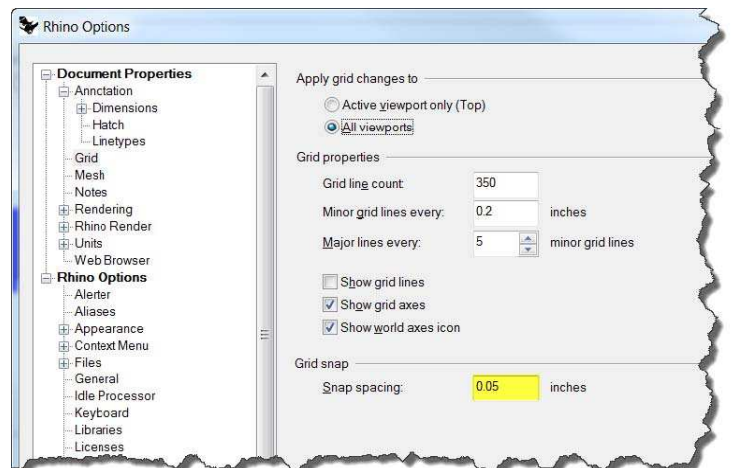 Rhino Options
Document Properties
Annctation
Dimensions
Hatch
Linetypes
Grid
Mesh
Notes
Rendering
Rhino Render
Units
Web Browser
Rhino Options
Alerter
Aliases
Appearance
Context Menu
Files
General
Idle Processor
Keyboard
Libraries
Licenses
Apply grid changes to
Active viewport only (Top)
All viewports
Grid properties
Grid line count: 350
Minor grid lines every: 0.2 inches
Major lines every: 5 minor grid lines
Show grid lines
Show grid axes
Show world axes icon
Grid snap
Snap spacing: 0.05 inches